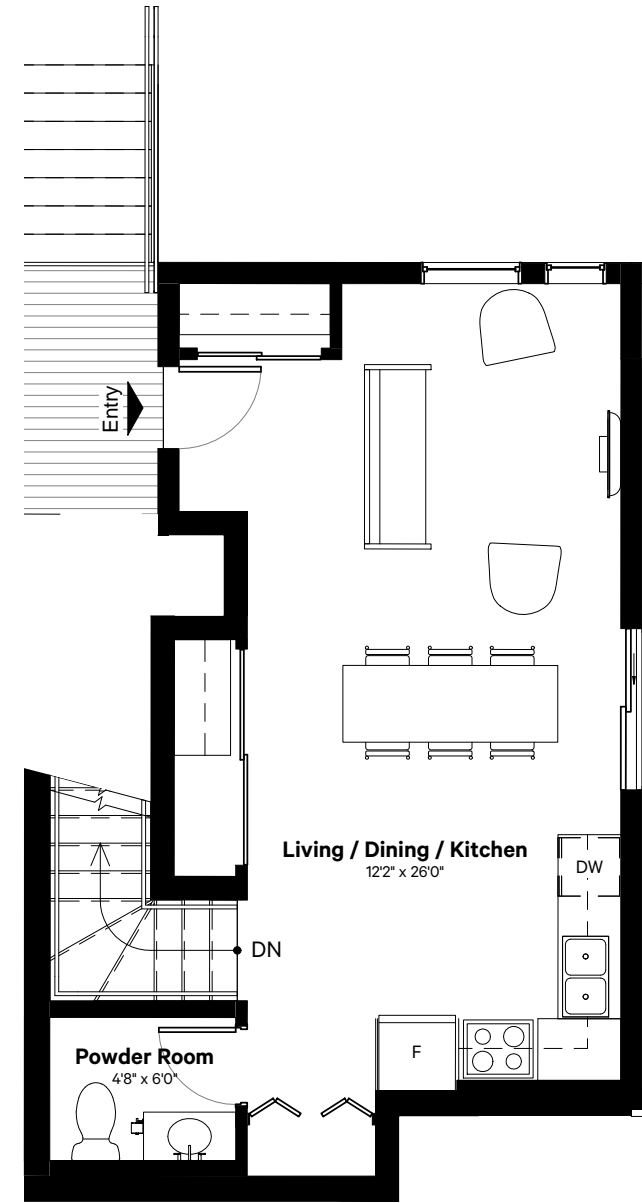 Entry
Living / Dining / Kitchen
12'2" x 26'0"
DW
DN
F
Powder Room
4'8" x 6'0"